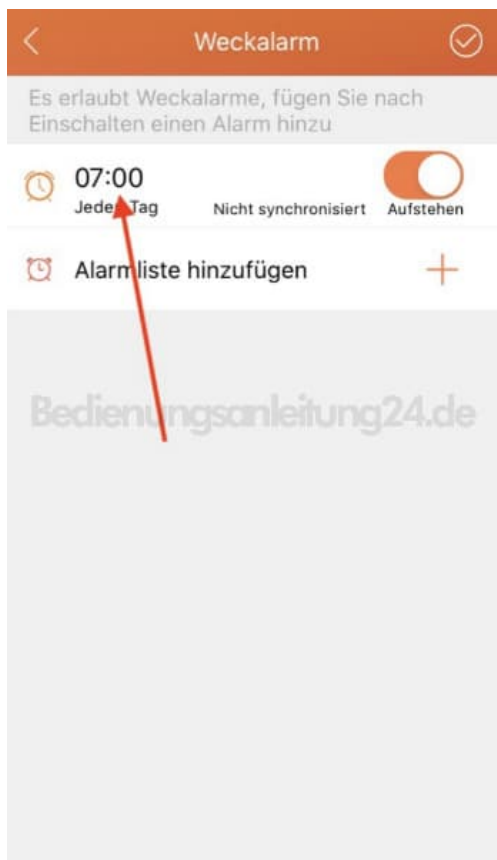 Weckalarm
Es erlaubt Weckalarme, fügen Sie nach
Einschalten einen Alarm hinzu
07:00
Jeden Tag Nicht synchronisiert Aufstehen
Alarmliste hinzufügen
Bedienungsanleitung24.de